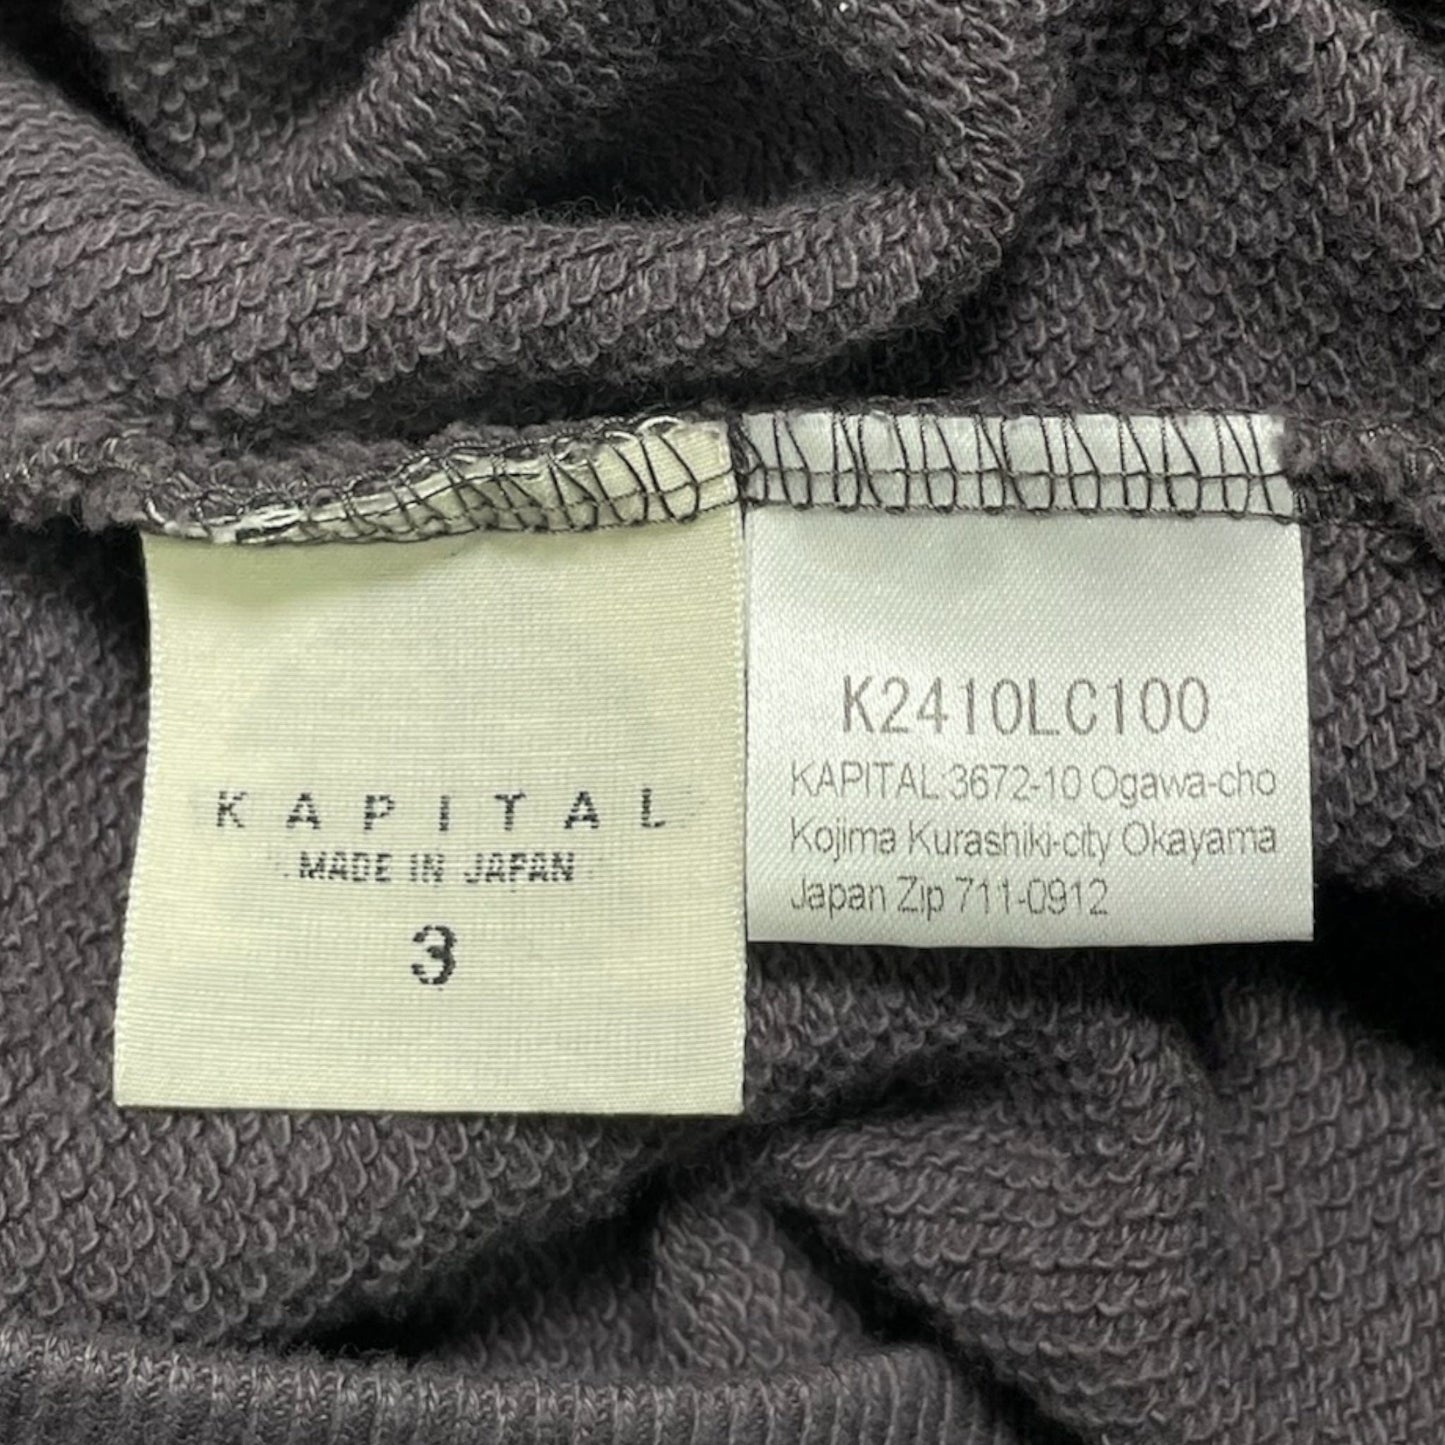 KAPITAL
MADE IN JAPAN
3
K2410LC100
KAPITAL:3672-10 Ogawa-cho
Kojima Kurashiki-city Okayama
Japan Zip 711-0912